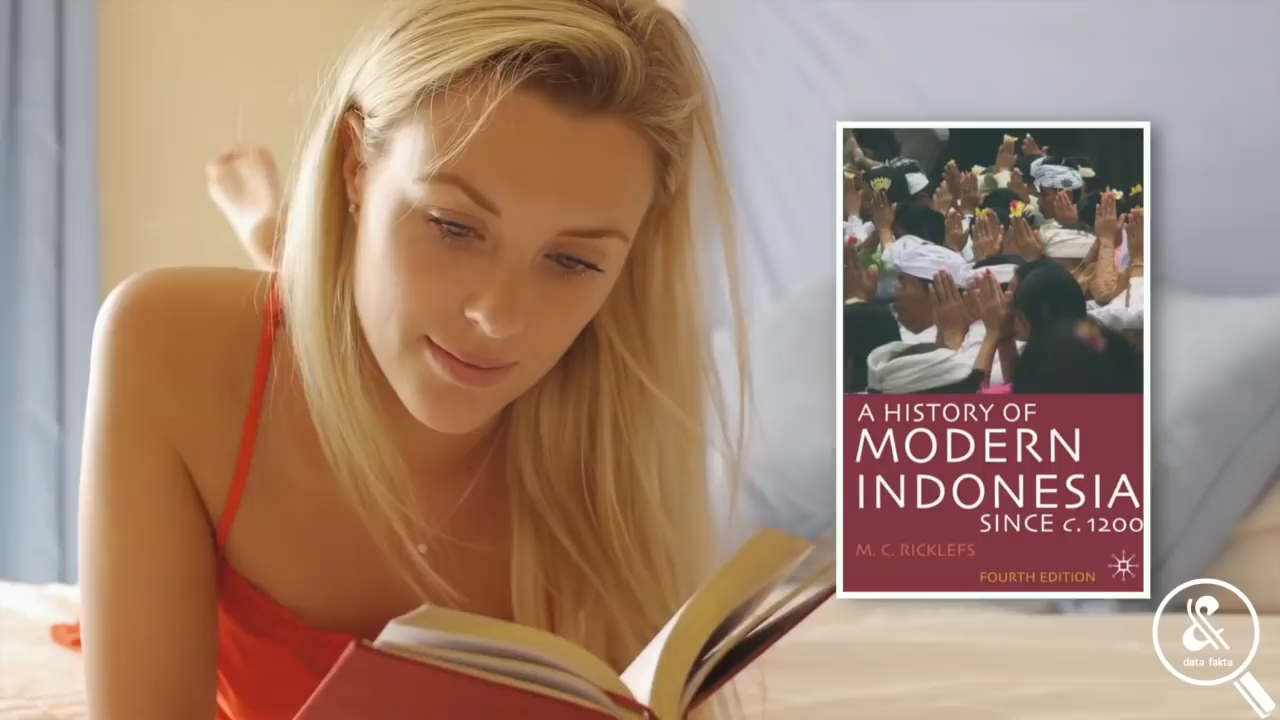 A HISTORY OF
MODERN
INDONESIA
SINCE c. 1200
M. C. RICKLEFS
FOURTH EDITION
&
data fakta